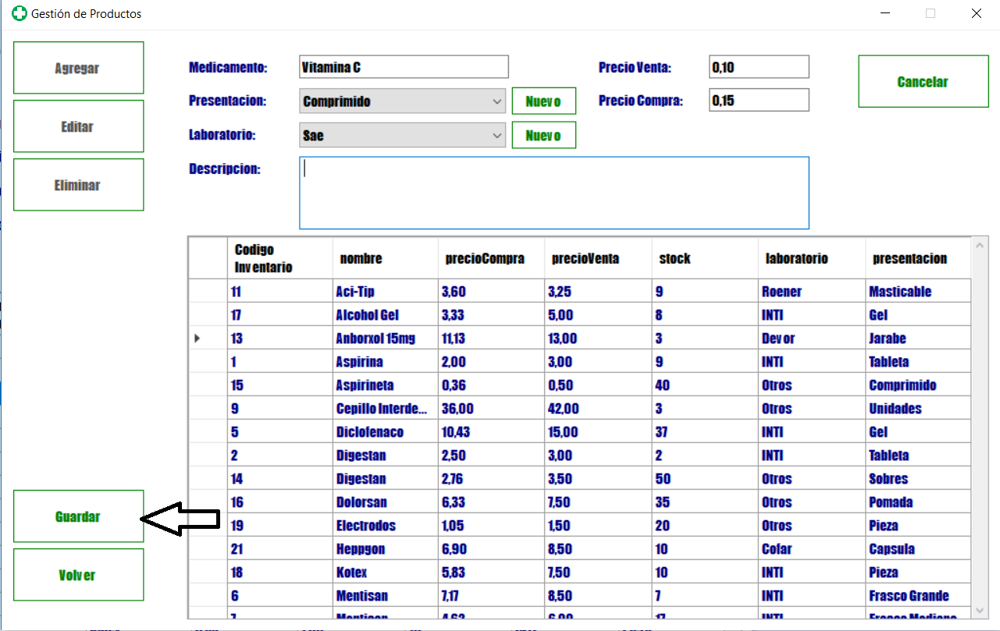 Gestión de Productos
Agregar
Editar
Eliminar
Medicamento: Vitamina C
Presentacion: Comprimido Nuevo
Laboratorio: Sae Nuevo
Descripcion:
Precio Venta: 0,10
Precio Compra: 0,15
Cancelar
Codigo Inventario nombre precioCompra precioVenta stock laboratorio presentacion
11 Aci-Tip 3,60 3,25 9 Roener Masticable
17 Alcohol Gel 3,33 5,00 8 INTI Gel
13 Anborxol 15mg 11,13 13,00 3 Devor Jarabe
1 Aspirina 2,00 3,00 9 INTI Tableta
15 Aspirineta 0,36 0,50 40 Otros Comprimido
9 Cepillo Interde... 36,00 42,00 3 Otros Unidades
5 Diclofenaco 10,43 15,00 37 INTI Gel
2 Digestan 2,50 3,00 2 INTI Tableta
14 Digestan 2,76 3,50 50 Otros Sobres
16 Dolorsan 6,33 7,50 35 Otros Pomada
19 Electrodos 1,05 1,50 20 Otros Pieza
21 Heppgon 6,90 8,50 10 Cofar Capsula
18 Kotex 5,83 7,50 10 INTI Pieza
6 Mentisan 7,17 8,50 7 INTI Frasco Grande
Mentisan INTI Frasco Mediano
Guardar
Volver